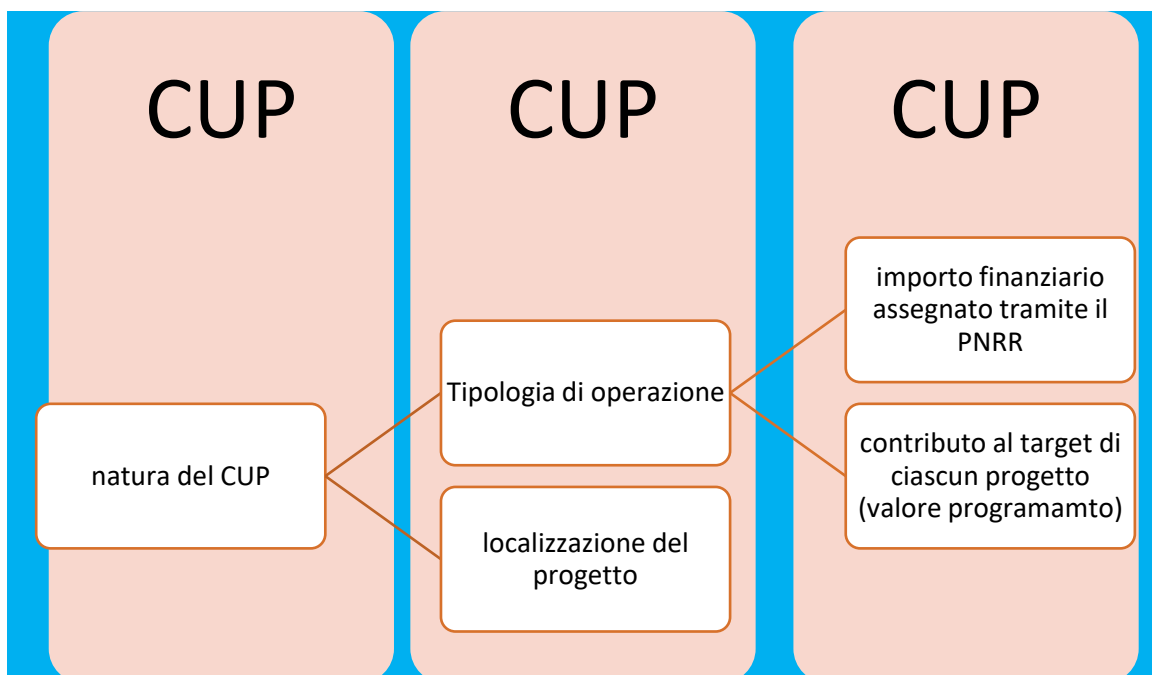 CUP
CUP
CUP
natura del CUP
Tipologia di operazione
localizzazione del
progetto
importo finanziario
assegnato tramite il
PNRR
contributo al target di
ciascun progetto
(valore programamto)